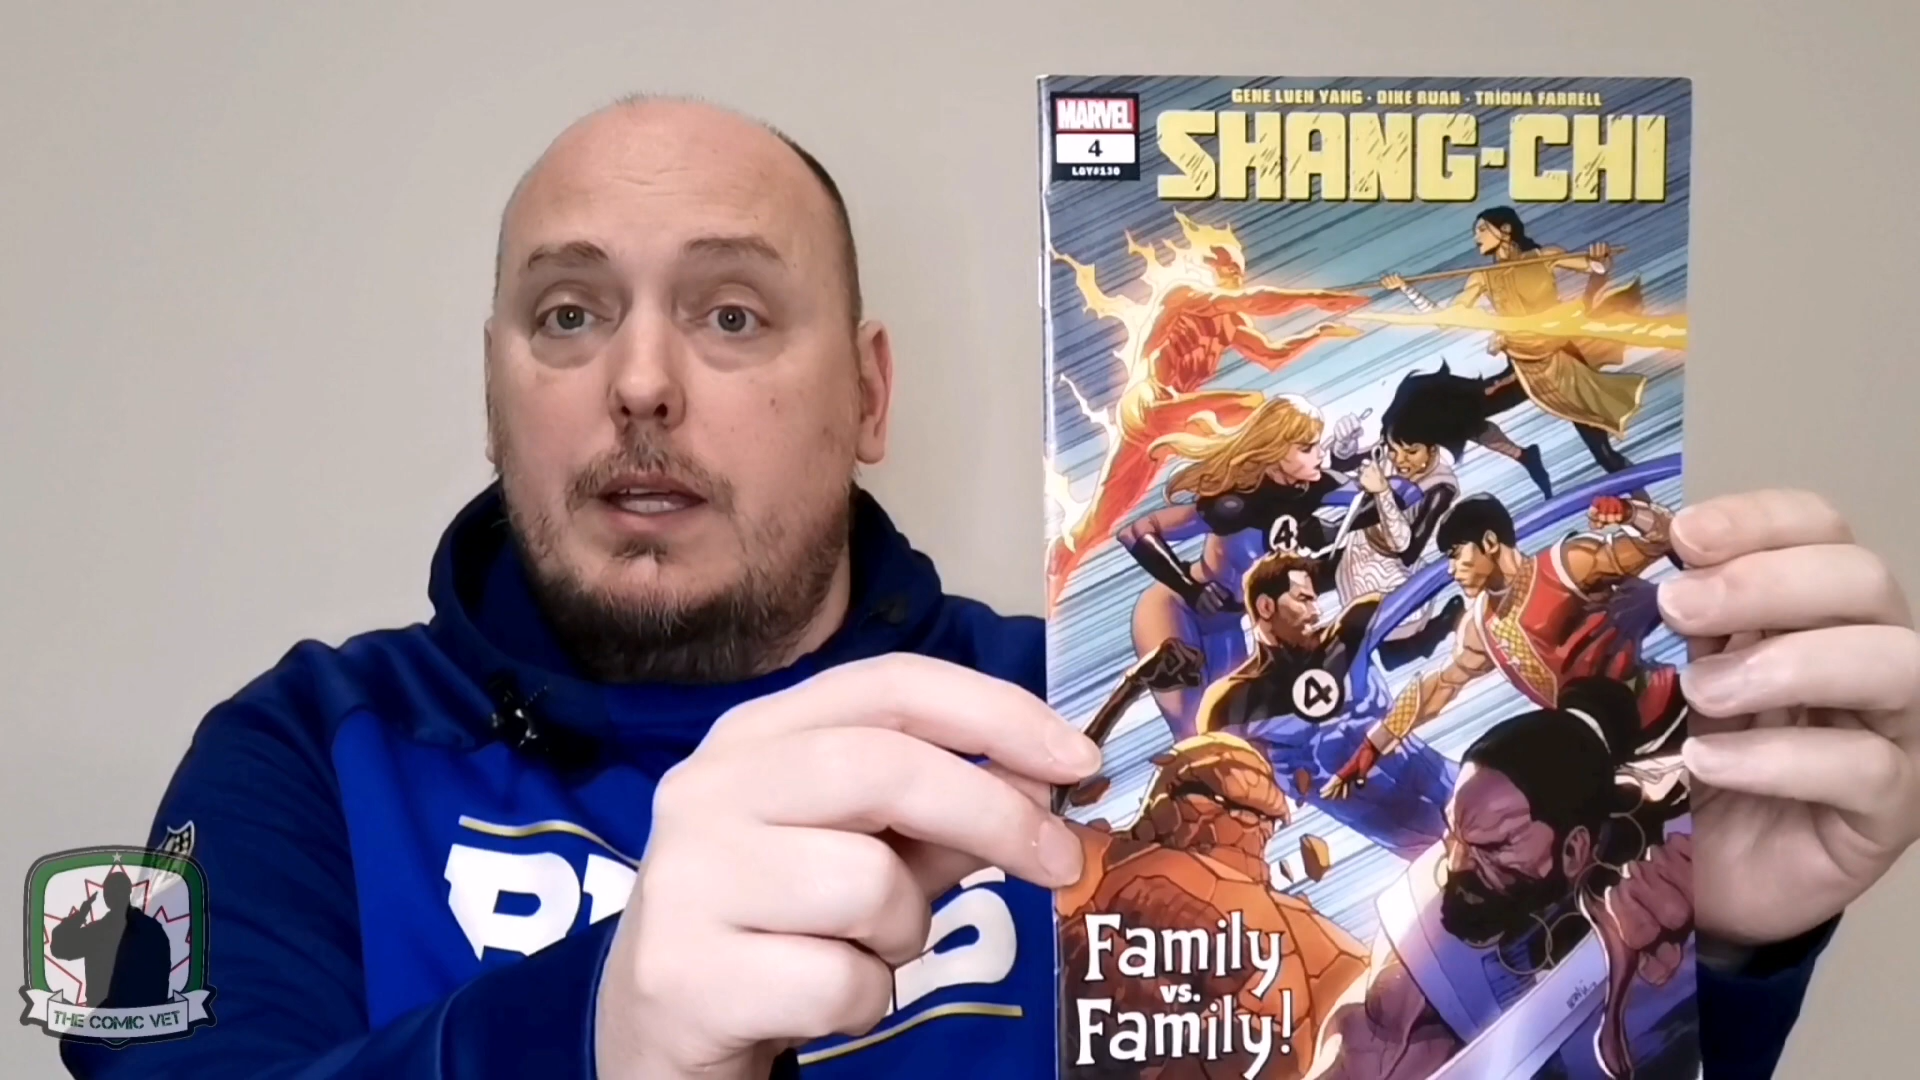 GENE LUEN YANG · DIKE RUAN · TRÍONA FARRELL
MARVEL
4
LGY#130
SHANG-CHI
4
4
Family
vs.
Family!
THE COMIC VET